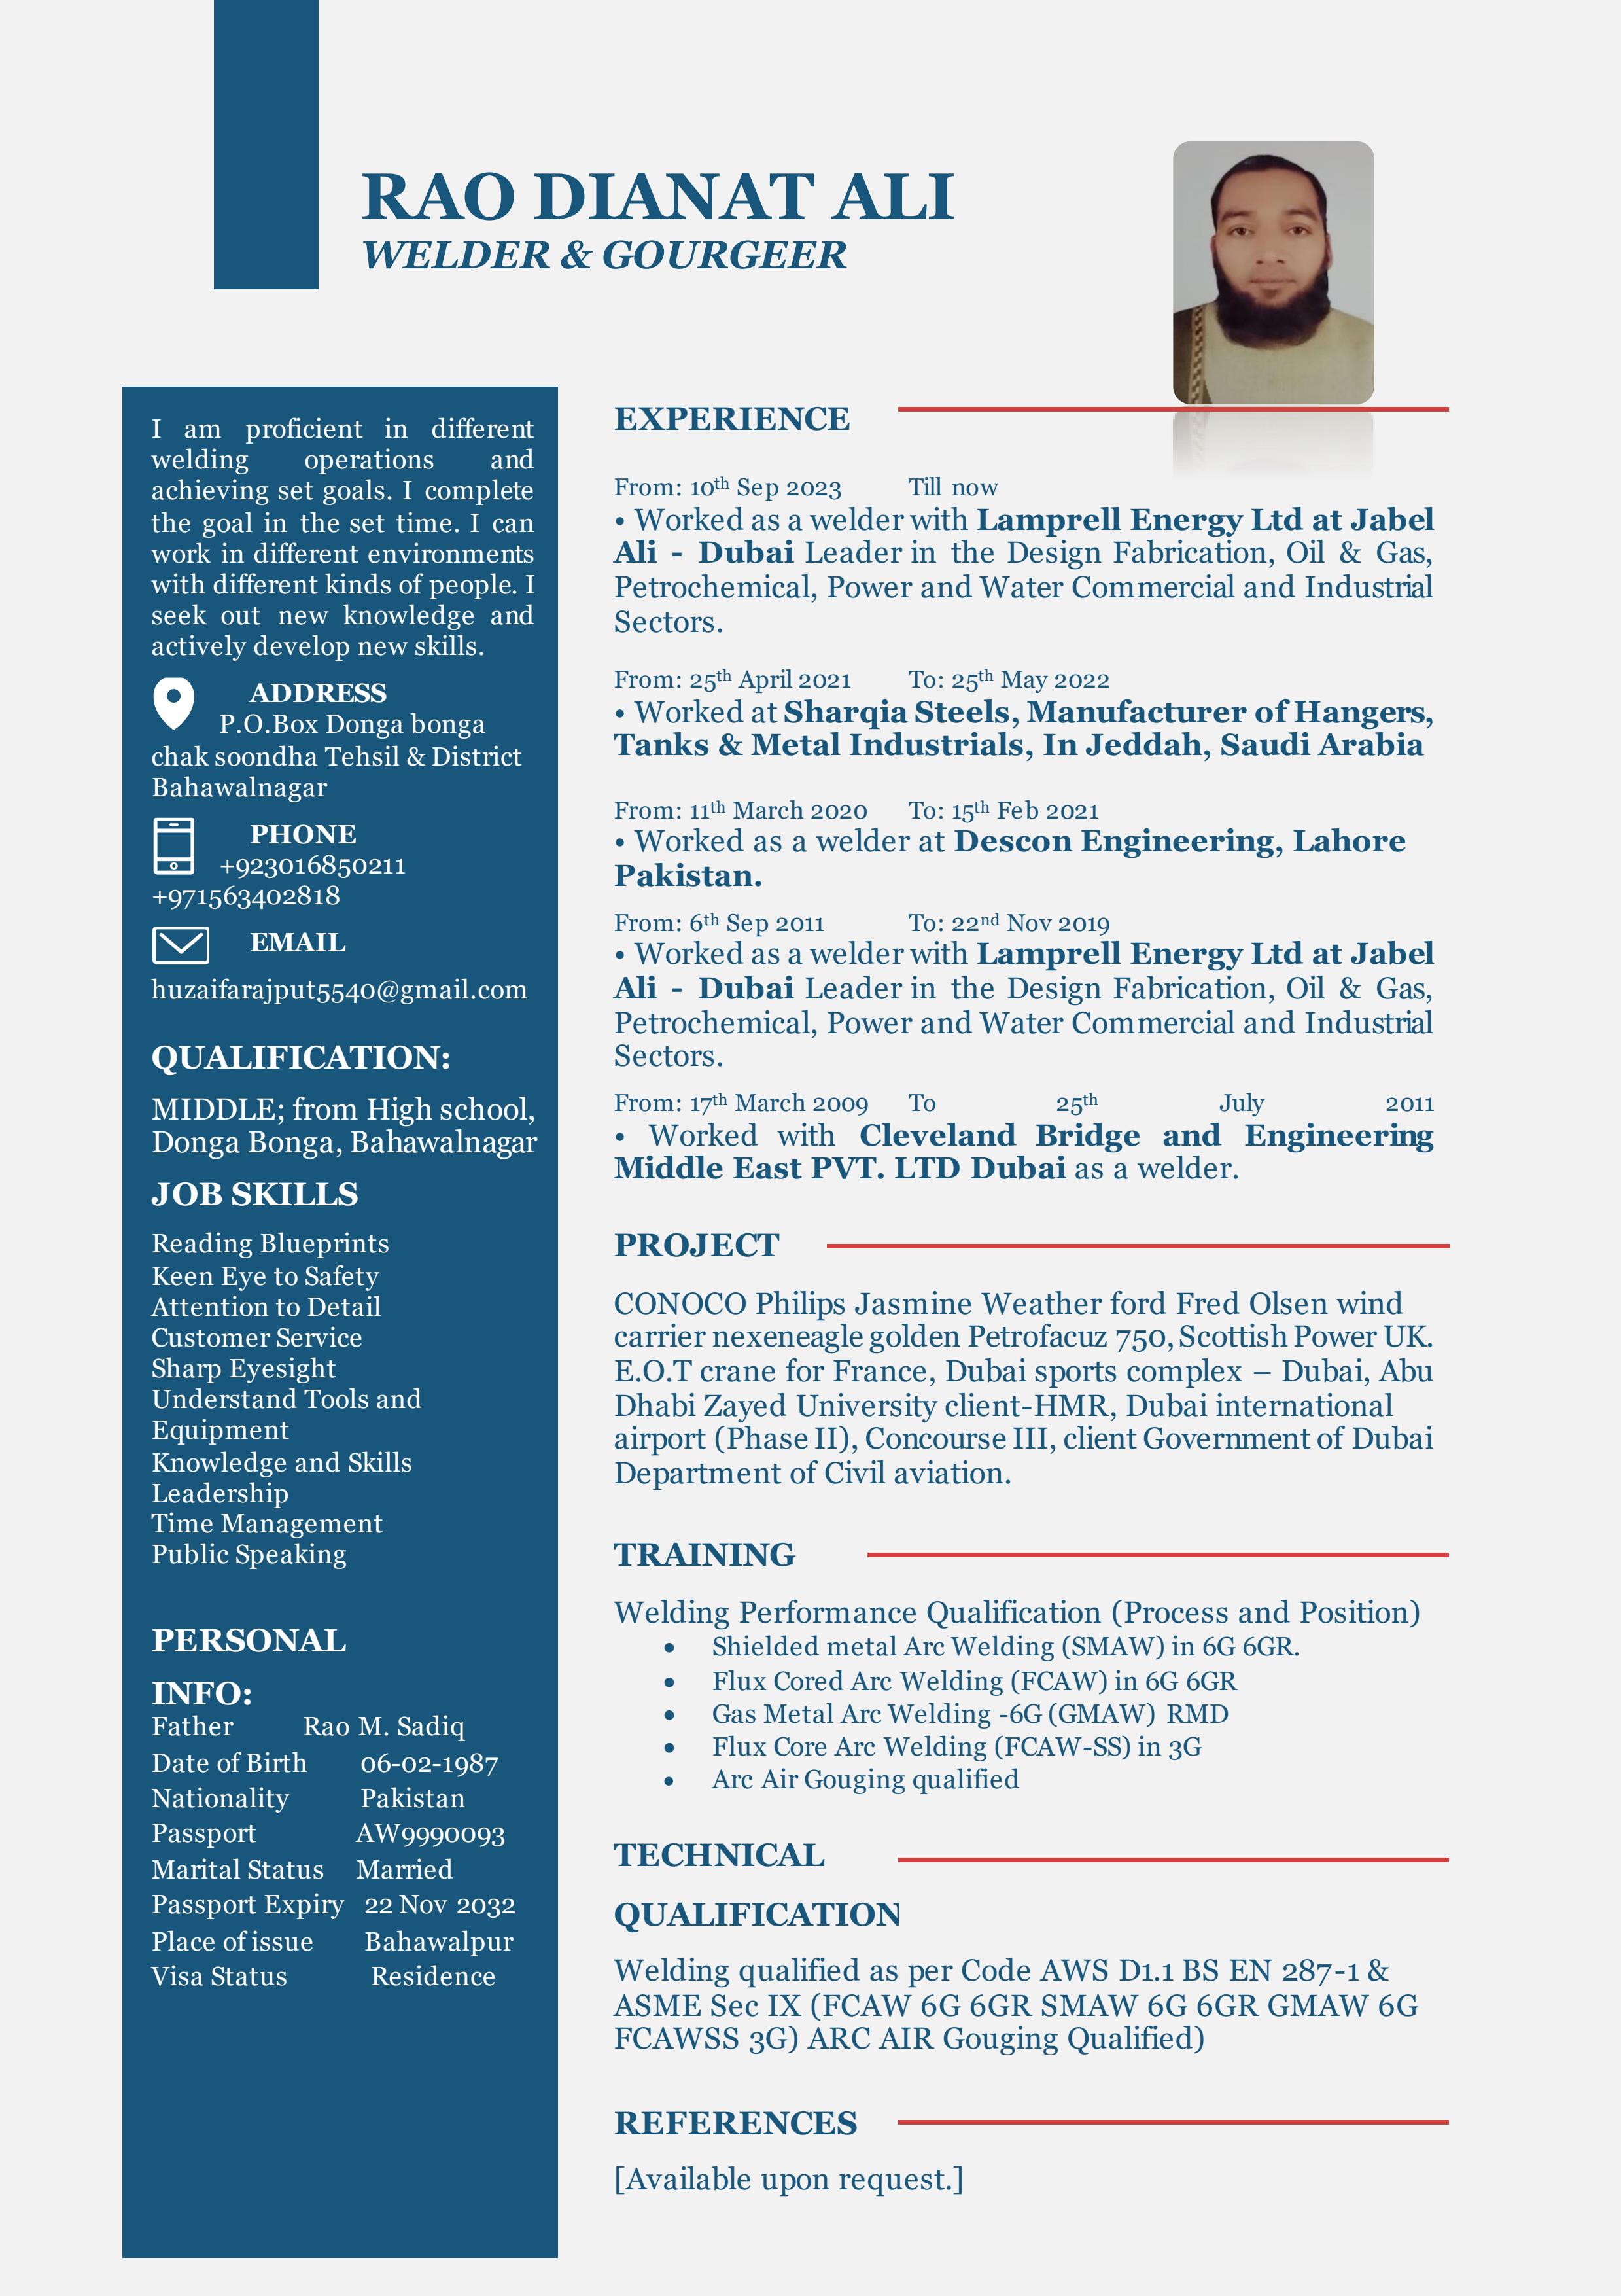 RAO DIANAT ALI
WELDER & GOURGEER
I am proficient in different
welding operations and
achieving set goals. I complete
the goal in the set time. I can
work in different environments
with different kinds of people. I
seek out new knowledge and
actively develop new skills.
ADDRESS
P.O.Box Donga bonga
chak soondha Tehsil & District
Bahawalnagar
PHONE
+923016850211
+971563402818
EMAIL
huzaifarajput5540@gmail.com
QUALIFICATION:
MIDDLE; from High school,
Donga Bonga, Bahawalnagar
JOB SKILLS
Reading Blueprints
Keen Eye to Safety
Attention to Detail
Customer Service
Sharp Eyesight
Understand Tools and
Equipment
Knowledge and Skills
Leadership
Time Management
Public Speaking
PERSONAL
INFO:
Father Rao M. Sadiq
Date of Birth 06-02-1987
Nationality Pakistan
Passport AW9990093
Marital Status Married
Passport Expiry 22 Nov 2032
Place of issue Bahawalpur
Visa Status Residence
EXPERIENCE
From: 10th Sep 2023 Till now
• Worked as a welder with Lamprell Energy Ltd at Jabel
Ali - Dubai Leader in the Design Fabrication, Oil & Gas,
Petrochemical, Power and Water Commercial and Industrial
Sectors.
From: 25th April 2021 To: 25th May 2022
• Worked at Sharqia Steels, Manufacturer of Hangers,
Tanks & Metal Industrials, In Jeddah, Saudi Arabia
From: 11th March 2020 To: 15th Feb 2021
• Worked as a welder at Descon Engineering, Lahore
Pakistan.
From: 6th Sep 2011 To: 22nd Nov 2019
• Worked as a welder with Lamprell Energy Ltd at Jabel
Ali - Dubai Leader in the Design Fabrication, Oil & Gas,
Petrochemical, Power and Water Commercial and Industrial
Sectors.
From: 17th March 2009 To 25th July 2011
• Worked with Cleveland Bridge and Engineering
Middle East PVT. LTD Dubai as a welder.
PROJECT
CONOCO Philips Jasmine Weather ford Fred Olsen wind
carrier nexeneagle golden Petrofacuz 750, Scottish Power UK.
E.O.T crane for France, Dubai sports complex – Dubai, Abu
Dhabi Zayed University client-HMR, Dubai international
airport (Phase II), Concourse III, client Government of Dubai
Department of Civil aviation.
TRAINING
Welding Performance Qualification (Process and Position)
• Shielded metal Arc Welding (SMAW) in 6G 6GR.
• Flux Cored Arc Welding (FCAW) in 6G 6GR
• Gas Metal Arc Welding -6G (GMAW) RMD
• Flux Core Arc Welding (FCAW-SS) in 3G
• Arc Air Gouging qualified
TECHNICAL
QUALIFICATION
Welding qualified as per Code AWS D1.1 BS EN 287-1 &
ASME Sec IX (FCAW 6G 6GR SMAW 6G 6GR GMAW 6G
FCAWSS 3G) ARC AIR Gouging Qualified)
REFERENCES
[Available upon request.]